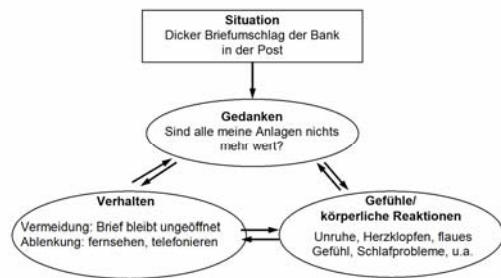 Situation
Dicker Briefumschlag der Bank
in der Post
Gedanken
Sind alle meine Anlagen nichts
mehr wert?
Verhalten
Vermeidung: Brief bleibt ungeöffnet
Ablenkung: fernsehen, telefonieren
Gefühle/
körperliche Reaktionen
Unruhe, Herzklopfen, flaues
Gefühl, Schlafprobleme, u.a.